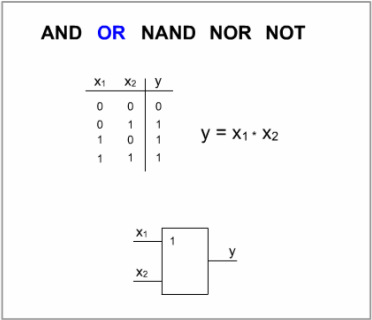 AND OR NAND NOR NOT
x1 x2 y
0 0 0
0 1 1
1 0 1
1 1 1
y = x1 + x2
x1
1
y
x2